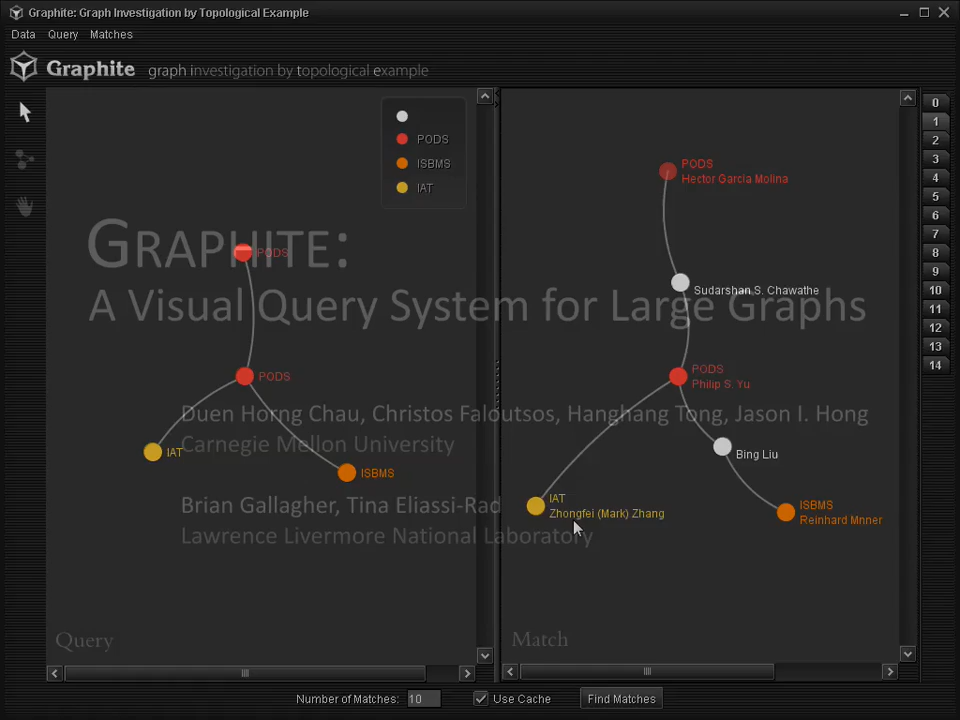 Graphite: Graph Investigation by Topological Example
Data Query Matches
Graphite graph investigation by topological example
PODS
ISBMS
IAT
GRAPHITE:
A Visual Query System for Large Graphs
Duen Horng Chau, Christos Faloutsos, Hanghang Tong, Jason I. Hong
Carnegie Mellon University
Brian Gallagher, Tina Eliassi-Rad
Lawrence Livermore National Laboratory
PODS
PODS
IAT
ISBMS
Query
PODS
Hector Garcia Molina
Sudarshan S. Chawathe
PODS
Philip S. Yu
Bing Liu
IAT
Zhongfei (Mark) Zhang
ISBMS
Reinhard Mnner
Match
0
1
2
3
4
5
6
7
8
9
10
11
12
13
14
Number of Matches: 10 Use Cache Find Matches